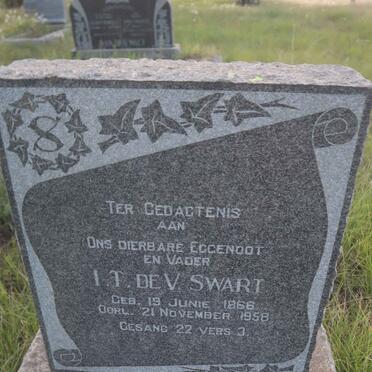 8
TER GEDAGTENIS
AAN
ONS DIERBARE EGGENOOT
EN VADER
I.T. DE V. SWART
GEB. 19 JUNIE 1866
OORL. 21 NOVEMBER 1958
GESANG 22 VERS 3.